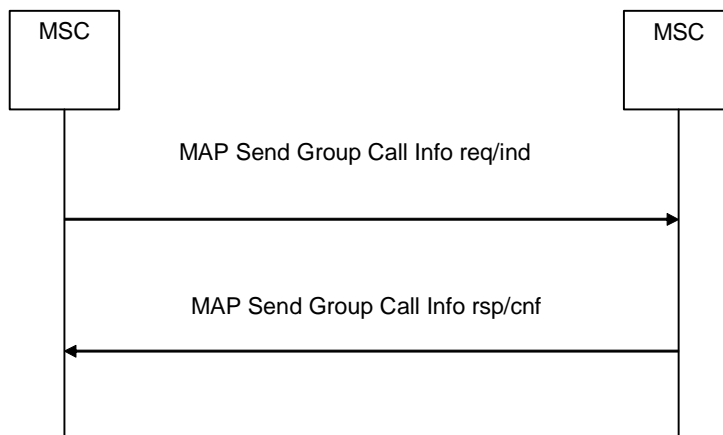 MSC
MSC
MAP Send Group Call Info req/ind
MAP Send Group Call Info rsp/cnf